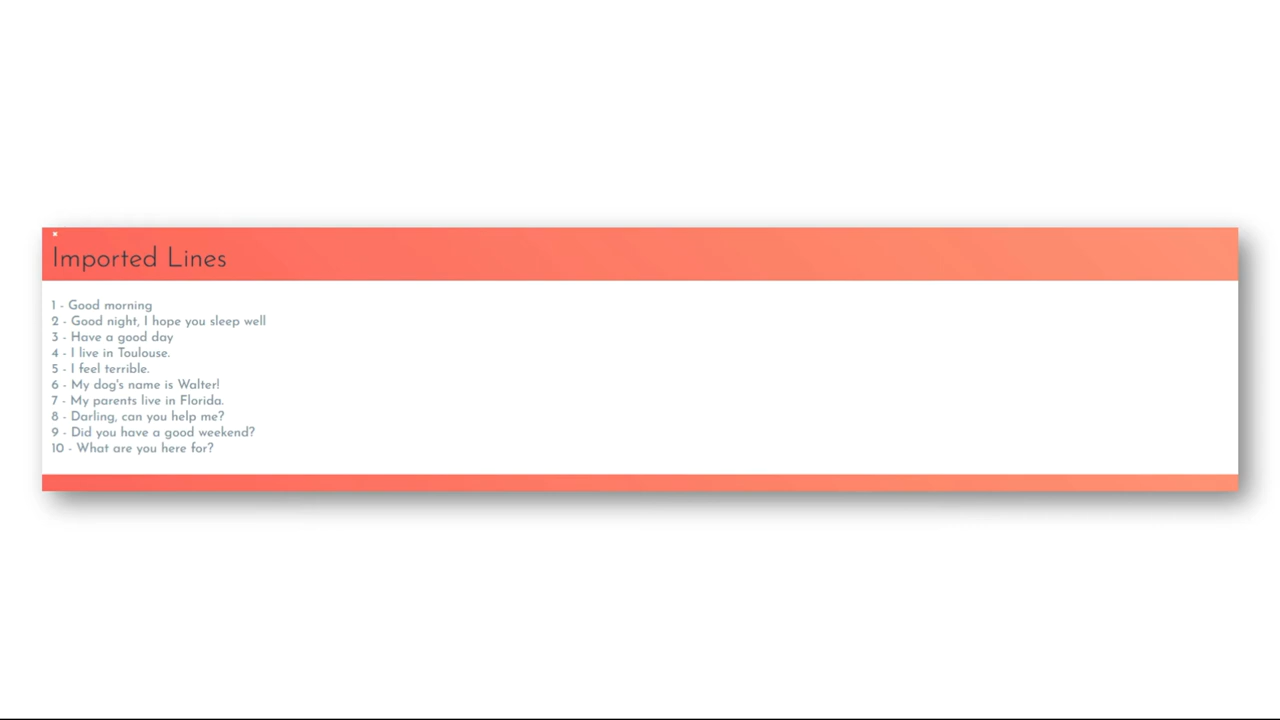 Imported Lines
1 - Good morning
2 - Good night, I hope you sleep well
3 - Have a good day
4 - I live in Toulouse.
5 - I feel terrible.
6 - My dog's name is Walter!
7 - My parents live in Florida.
8 - Darling, can you help me?
9 - Did you have a good weekend?
10 - What are you here for?